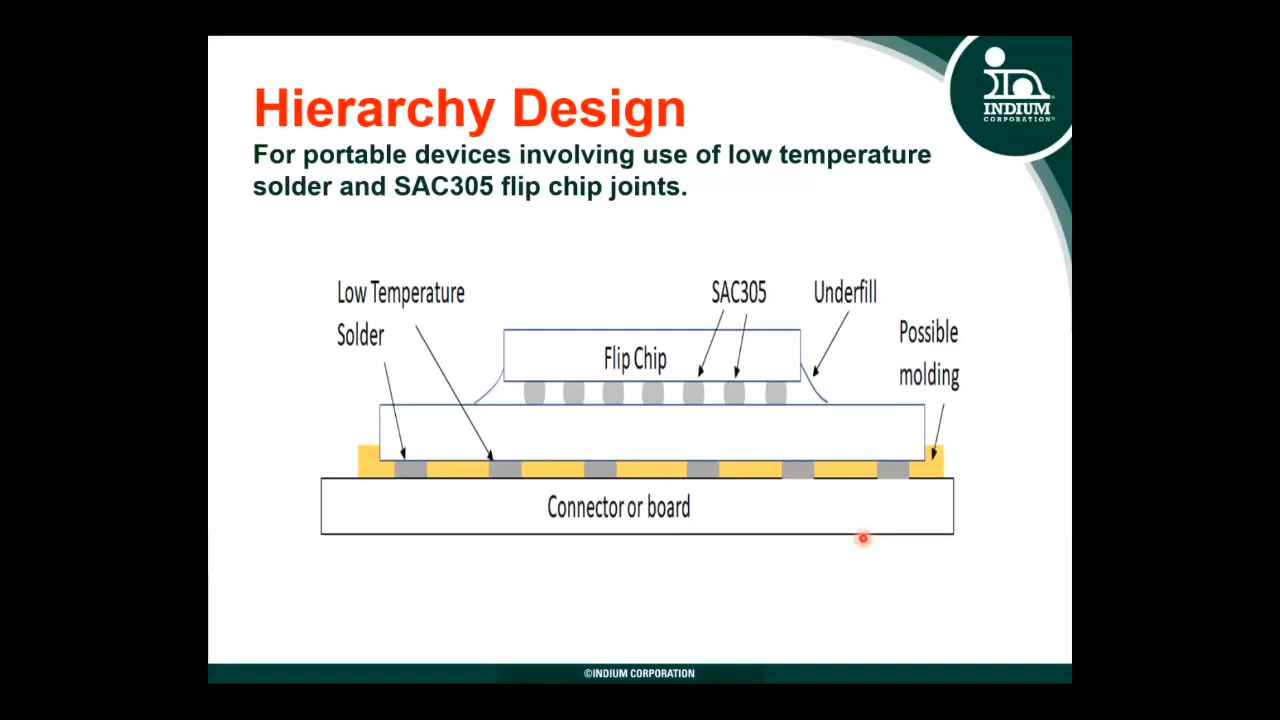 INDIUM
CORPORATION®
Hierarchy Design
For portable devices involving use of low temperature
solder and SAC305 flip chip joints.
Low Temperature
Solder
SAC305
Underfill
Possible
molding
Flip Chip
Connector or board
©INDIUM CORPORATION